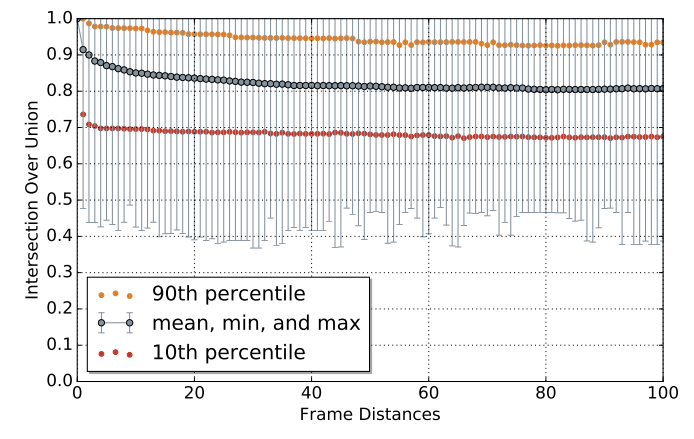 1.0
0.9
0.8
0.7
0.6
0.5
0.4
0.3
0.2
0.1
0.0
Intersection Over Union
90th percentile
mean, min, and max
10th percentile
0 20 40 60 80 100
Frame Distances